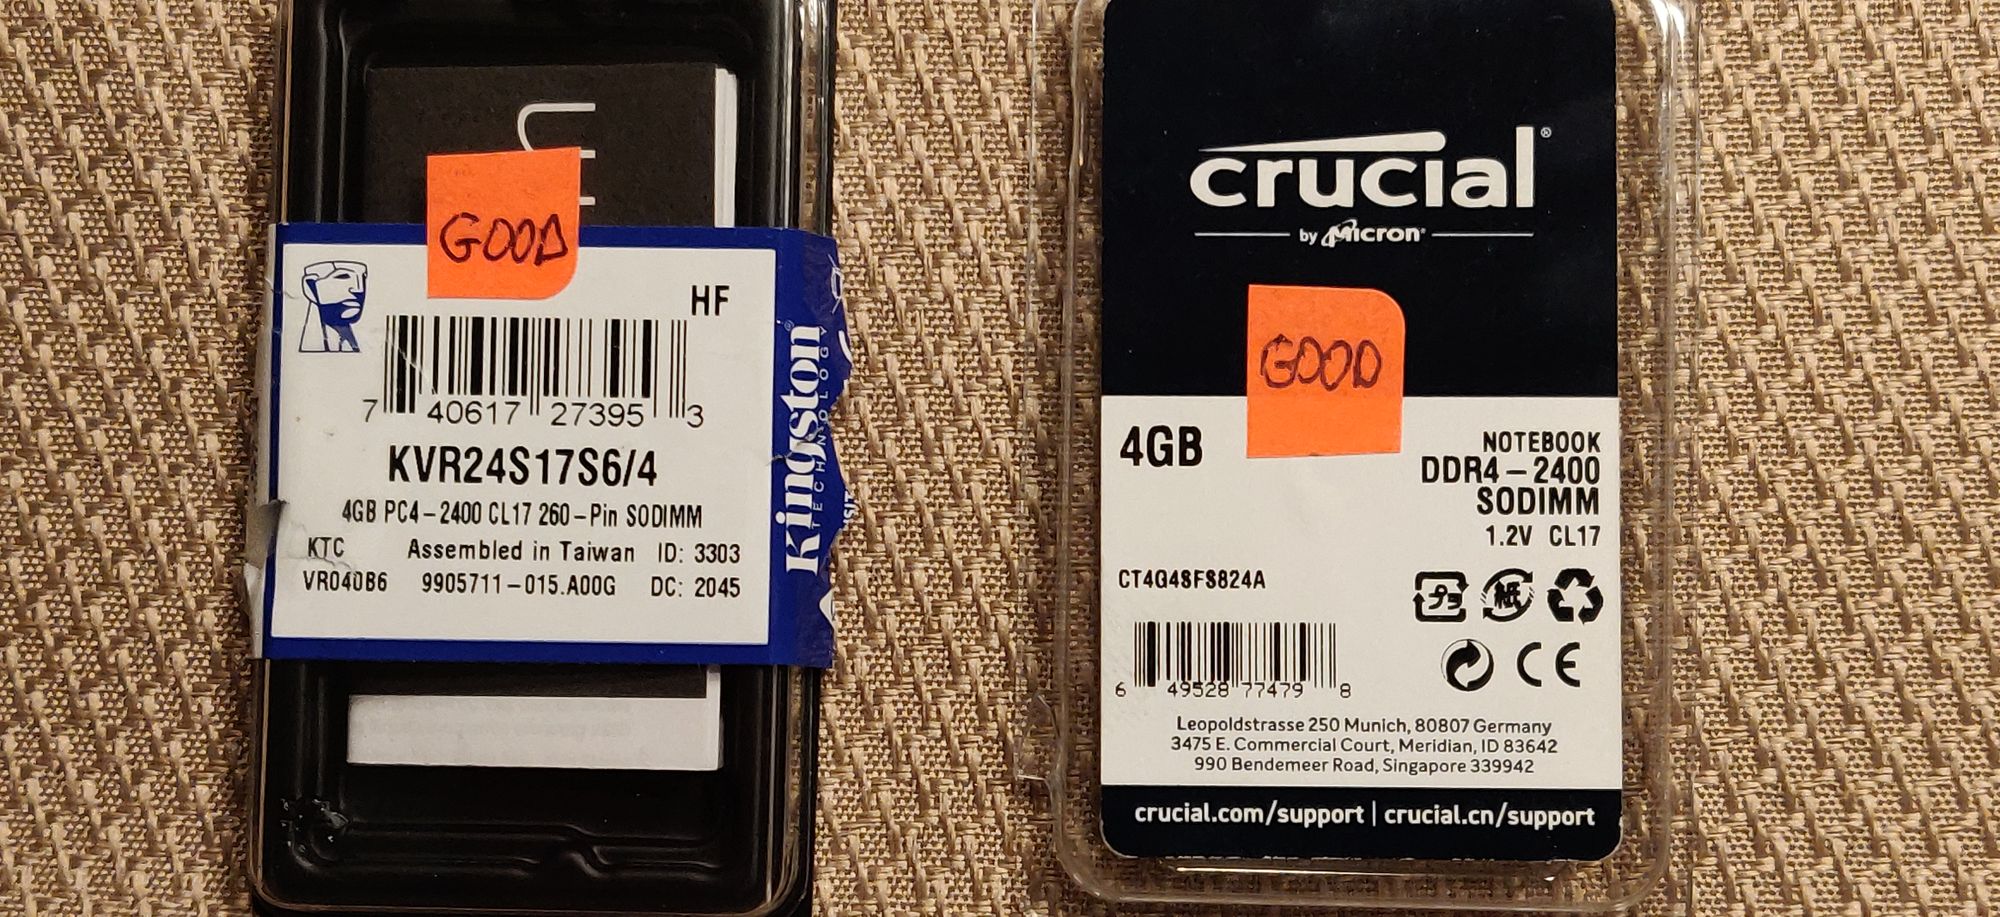 GOOD
HF
7 40617 27395 3
KVR24S17S6/4
4GB PC4-2400 CL17 260-Pin SODIMM
KTC Assembled in Taiwan ID: 3303
VR040B6 9905711-015.A00G DC: 2045
Kingston®
TECHNOLOGY
crucial®
by Micron®
GOOD
4GB
NOTEBOOK
DDR4-2400
SODIMM
1.2V CL17
CT4G4SFS824A
プラ
紙
CE
6 49528 77479 8
Leopoldstrasse 250 Munich, 80807 Germany
3475 E. Commercial Court, Meridian, ID 83642
990 Bendemeer Road, Singapore 339942
crucial.com/support | crucial.cn/support